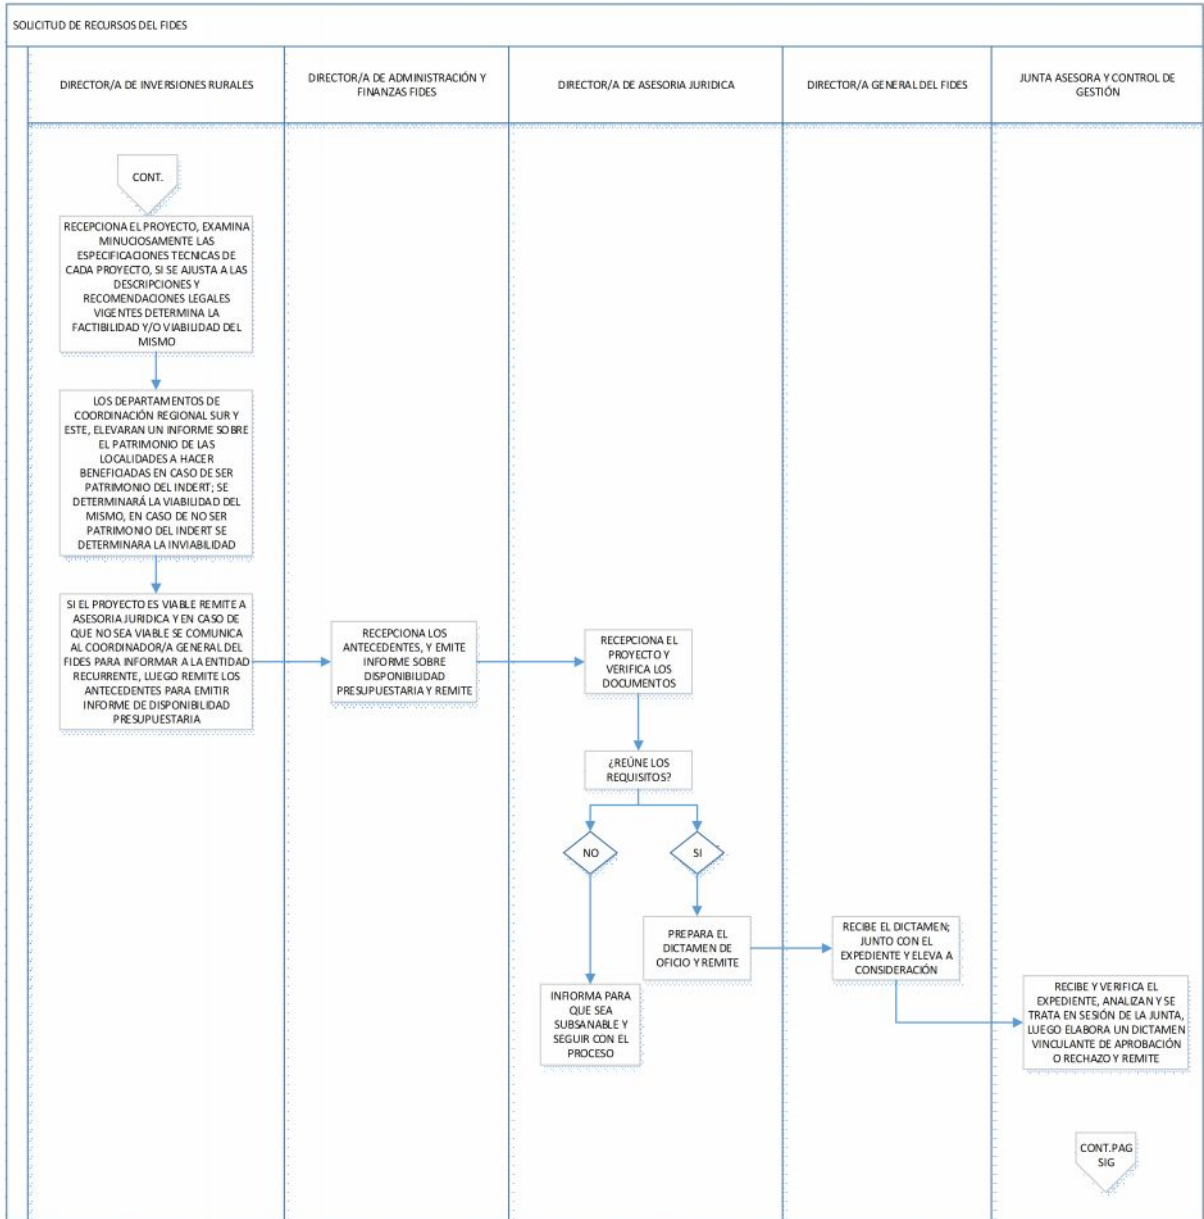 SOLICITUD DE RECURSOS DEL FIDES
DIRECTOR/A DE INVERSIONES RURALES
DIRECTOR/A DE ADMINISTRACIÓN Y
FINANZAS FIDES
DIRECTOR/A DE ASESORIA JURIDICA
DIRECTOR/A GENERAL DEL FIDES
JUNTA ASESORA Y CONTROL DE
GESTIÓN
CONT.
RECEPCIONA EL PROYECTO, EXAMINA
MINUCIOSAMENTE LAS
ESPECIFICACIONES TECNICAS DE
CADA PROYECTO, SI SE AJUSTA A LAS
DESCRIPCIONES Y
RECOMENDACIONES LEGALES
VIGENTES DETERMINA LA
FACTIBILIDAD Y/O VIABILIDAD DEL
MISMO
LOS DEPARTAMENTOS DE
COORDINACIÓN REGIONAL SUR Y
ESTE, ELEVARAN UN INFORME SOBRE
EL PATRIMONIO DE LAS
LOCALIDADES A HACER
BENEFICIADAS EN CASO DE SER
PATRIMONIO DEL INDERT; SE
DETERMINARÁ LA VIABILIDAD DEL
MISMO, EN CASO DE NO SER
PATRIMONIO DEL INDERT SE
DETERMINARA LA INVIABILIDAD
SI EL PROYECTO ES VIABLE REMITE A
ASESORIA JURIDICA Y EN CASO DE
QUE NO SEA VIABLE SE COMUNICA
AL COORDINADOR/A GENERAL DEL
FIDES PARA INFORMAR A LA ENTIDAD
RECURRENTE, LUEGO REMITE LOS
ANTECEDENTES PARA EMITIR
INFORME DE DISPONIBILIDAD
PRESUPUESTARIA
RECEPCIONA LOS
ANTECEDENTES, Y EMITE
INFORME SOBRE
DISPONIBILIDAD
PRESUPUESTARIA Y REMITE
RECEPCIONA EL
PROYECTO Y
VERIFICA LOS
DOCUMENTOS
¿REÚNE LOS
REQUISITOS?
NO
SI
PREPARA EL
DICTAMEN DE
OFICIO Y REMITE
INFIORMA PARA
QUE SEA
SUBSANABLE Y
SEGUIR CON EL
PROCESO
RECIBE EL DICTAMEN;
JUNTO CON EL
EXPEDIENTE Y ELEVA A
CONSIDERACIÓN
RECIBE Y VERIFICA EL
EXPEDIENTE, ANALIZAN Y SE
TRATA EN SESIÓN DE LA JUNTA,
LUEGO ELABORA UN DICTAMEN
VINCULANTE DE APROBACIÓN
O RECHAZO Y REMITE
CONT.PAG
SIG